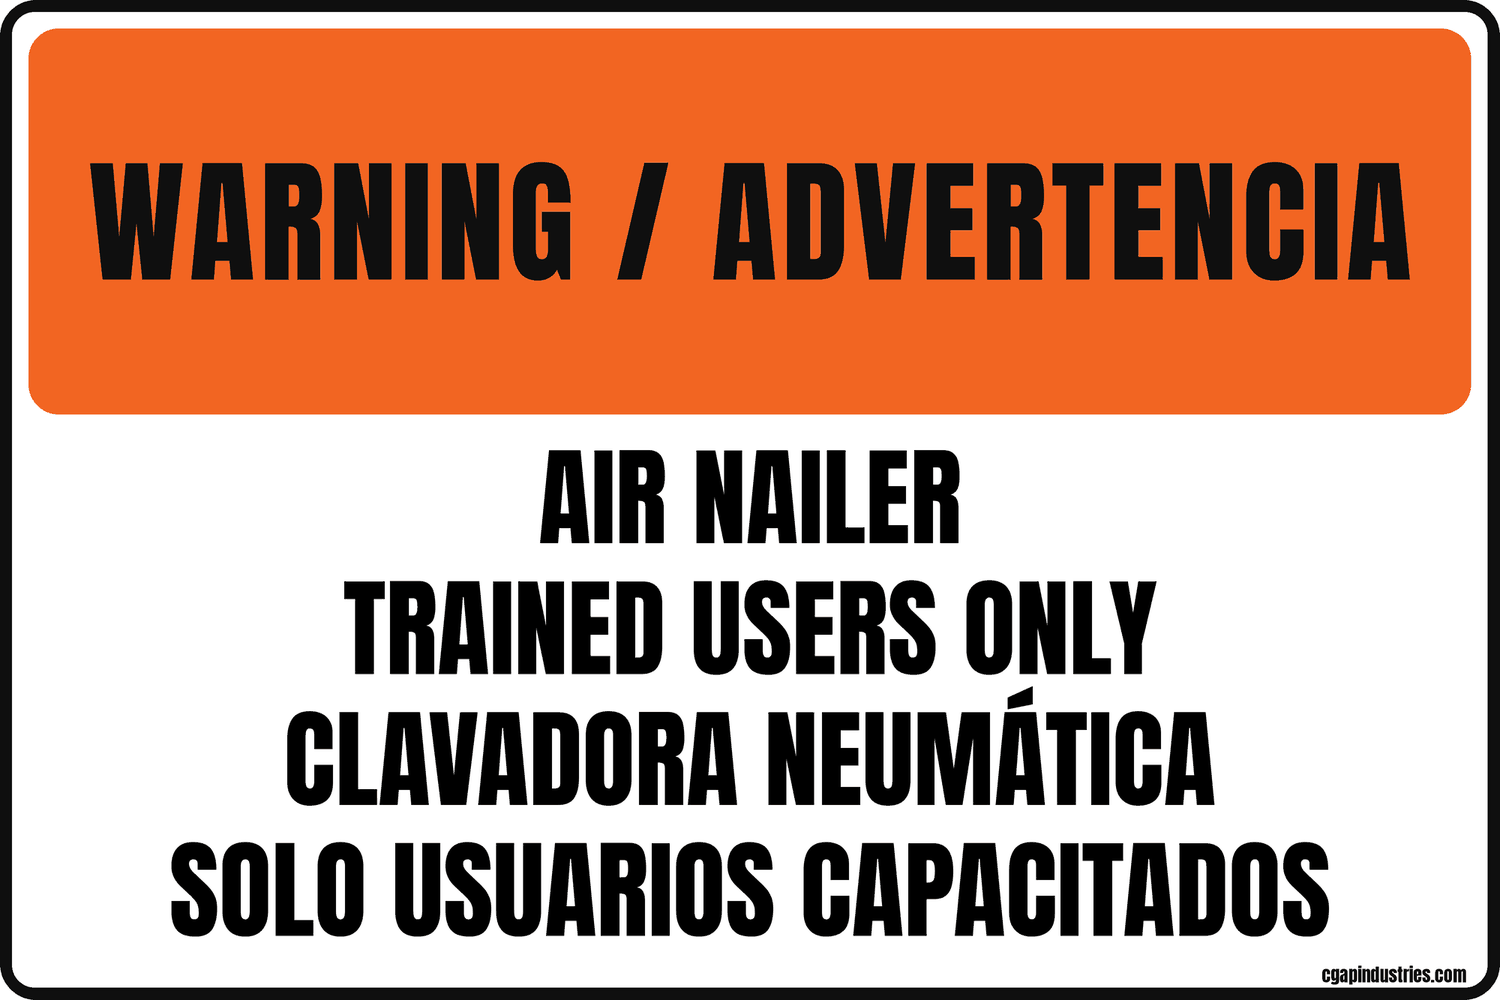 WARNING / ADVERTENCIA
AIR NAILER
TRAINED USERS ONLY
CLAVADORA NEUMÁTICA
SOLO USUARIOS CAPACITADOS
cgapindustries.com